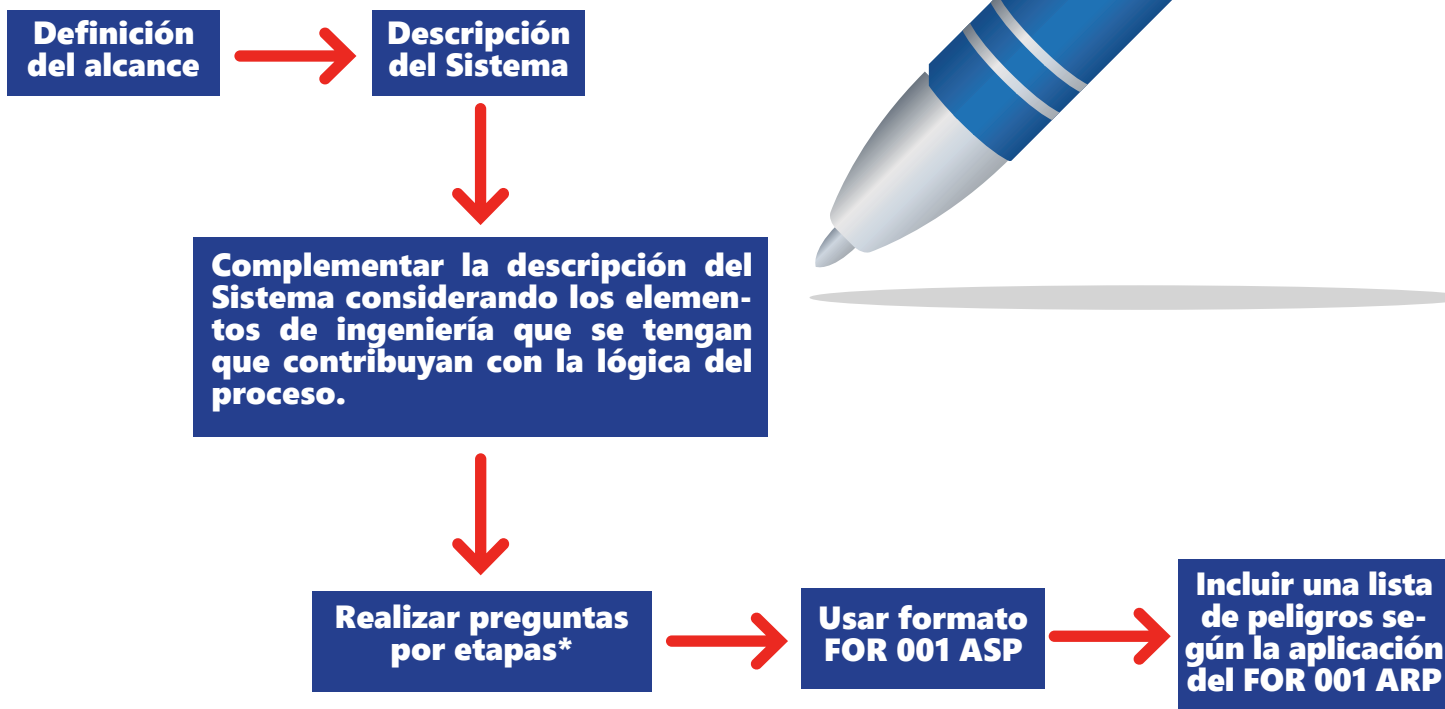 Definición
del alcance
Descripción
del Sistema
Complementar la descripción del
Sistema considerando los elemen-
tos de ingeniería que se tengan
que contribuyan con la lógica del
proceso.
Realizar preguntas
por etapas*
Usar formato
FOR 001 ASP
Incluir una lista
de peligros se-
gún la aplicación
del FOR 001 ARP